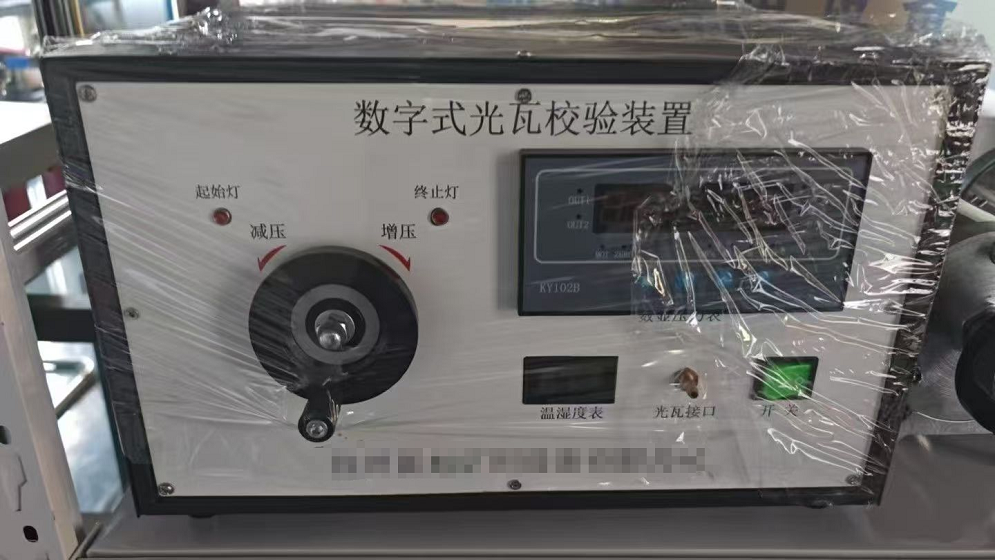 数字式光瓦校验装置
起始灯
终止灯
减压
增压
OUT1
OUT2
KY102B
数显压力表
温湿度表
光瓦接口
开 关